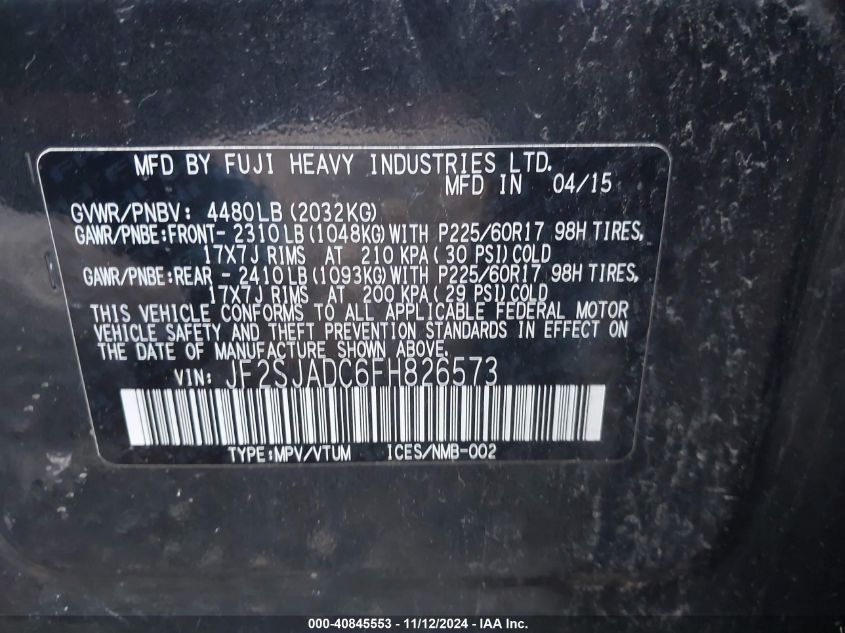 MFD BY FUJI HEAVY INDUSTRIES LTD.
MFD IN 04/15
GVWR/PNBV: 4480LB (2032KG)
GAWR/PNBE:FRONT- 2310 LB (1048KG) WITH P225/60R17 98H TIRES,
17X7J RIMS AT 210 KPA ( 30 PSI) COLD
GAWR/PNBE:REAR - 2410 LB (1093KG) WITH P225/60R17 98H TIRES,
17X7J RIMS AT 200 KPA ( 29 PSI) COLD
THIS VEHICLE CONFORMS TO ALL APPLICABLE FEDERAL MOTOR
VEHICLE SAFETY AND THEFT PREVENTION STANDARDS IN EFFECT ON
THE DATE OF MANUFACTURE SHOWN ABOVE.
VIN: JF2SJADC6FH826573
TYPE:MPV/VTUM ICES/NMB-002
000-40845553 - 11/12/2024 - IAA Inc.